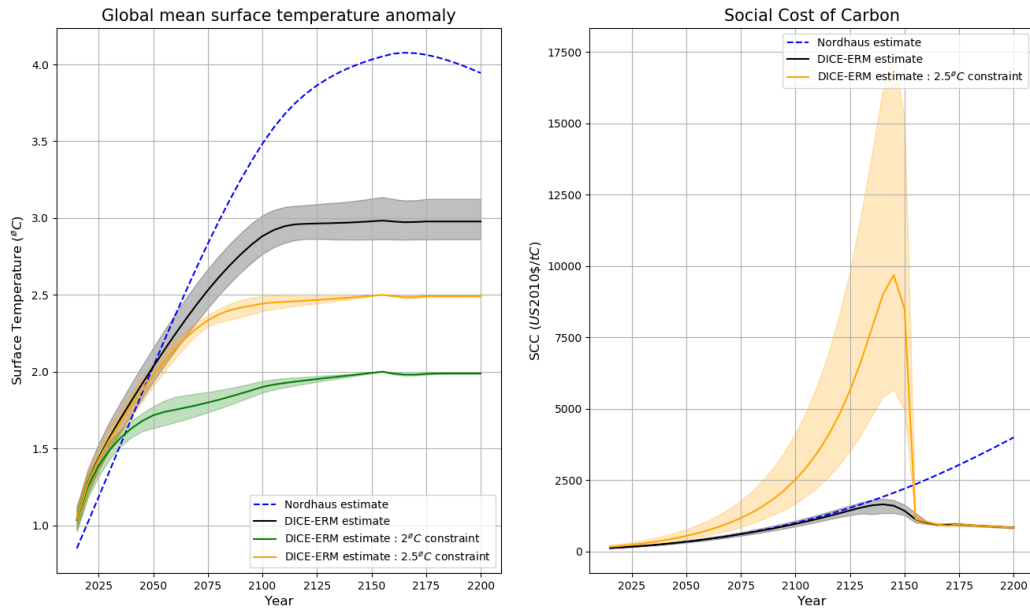 Global mean surface temperature anomaly
Surface Temperature (°C)
4.0
3.5
3.0
2.5
2.0
1.5
1.0
2025
2050
2075
2100
2125
2150
2175
2200
Year
Nordhaus estimate
DICE-ERM estimate
DICE-ERM estimate : 2øC constraint
DICE-ERM estimate : 2.5øC constraint
Social Cost of Carbon
SCC (US2010$/tC)
17500
15000
12500
10000
7500
5000
2500
0
2025
2050
2075
2100
2125
2150
2175
2200
Year
Nordhaus estimate
DICE-ERM estimate
DICE-ERM estimate : 2.5øC constraint